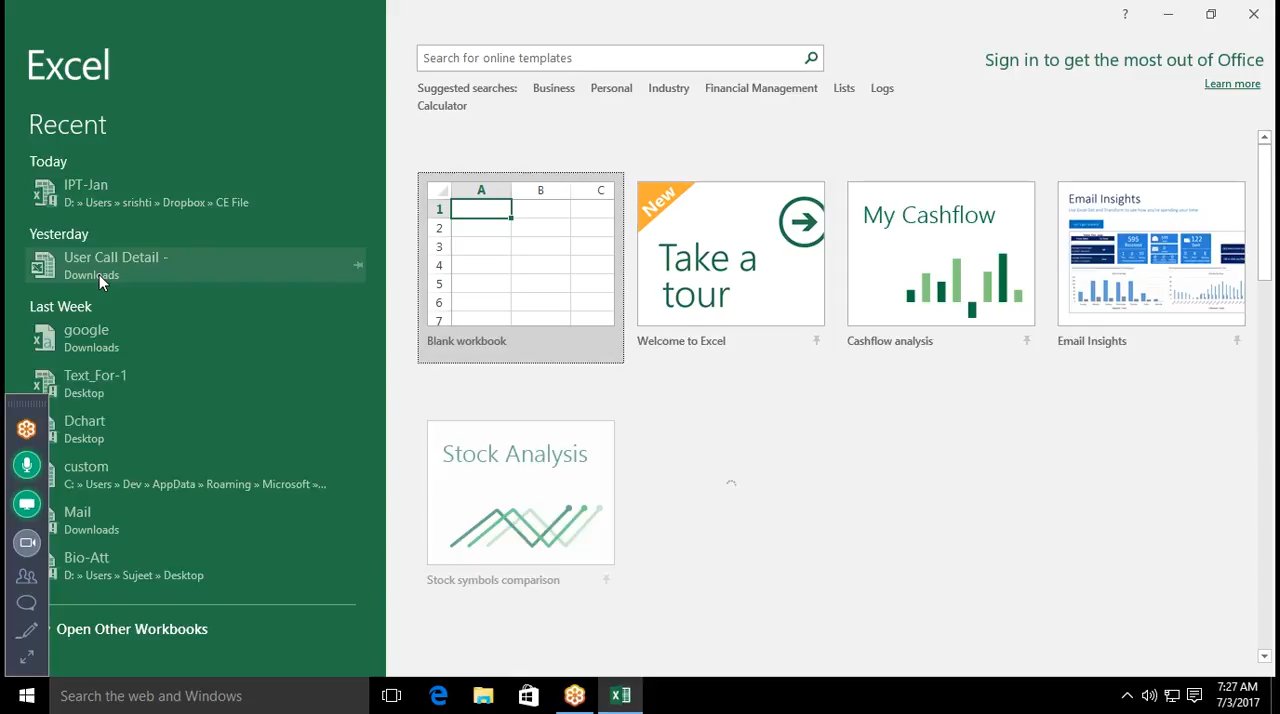 Excel
Recent
Today
IPT-Jan
D: » Users » srishti » Dropbox » CE File
Yesterday
User Call Detail -
Downloads
Last Week
google
Downloads
Text_For-1
Desktop
Dchart
Desktop
custom
C: » Users » Dev » AppData » Roaming » Microsoft »...
Mail
Downloads
Bio-Att
D: » Users » Sujeet » Desktop
Open Other Workbooks
?
Search for online templates
Sign in to get the most out of Office
Learn more
Suggested searches: Business Personal Industry Financial Management Lists Logs
Calculator
A B C
1
2
3
4
5
6
7
Blank workbook
New
Take a
tour
Welcome to Excel
My Cashflow
Cashflow analysis
Email Insights
595
122
Email Insights
Stock Analysis
Stock symbols comparison
Search the web and Windows
7:27 AM
7/3/2017